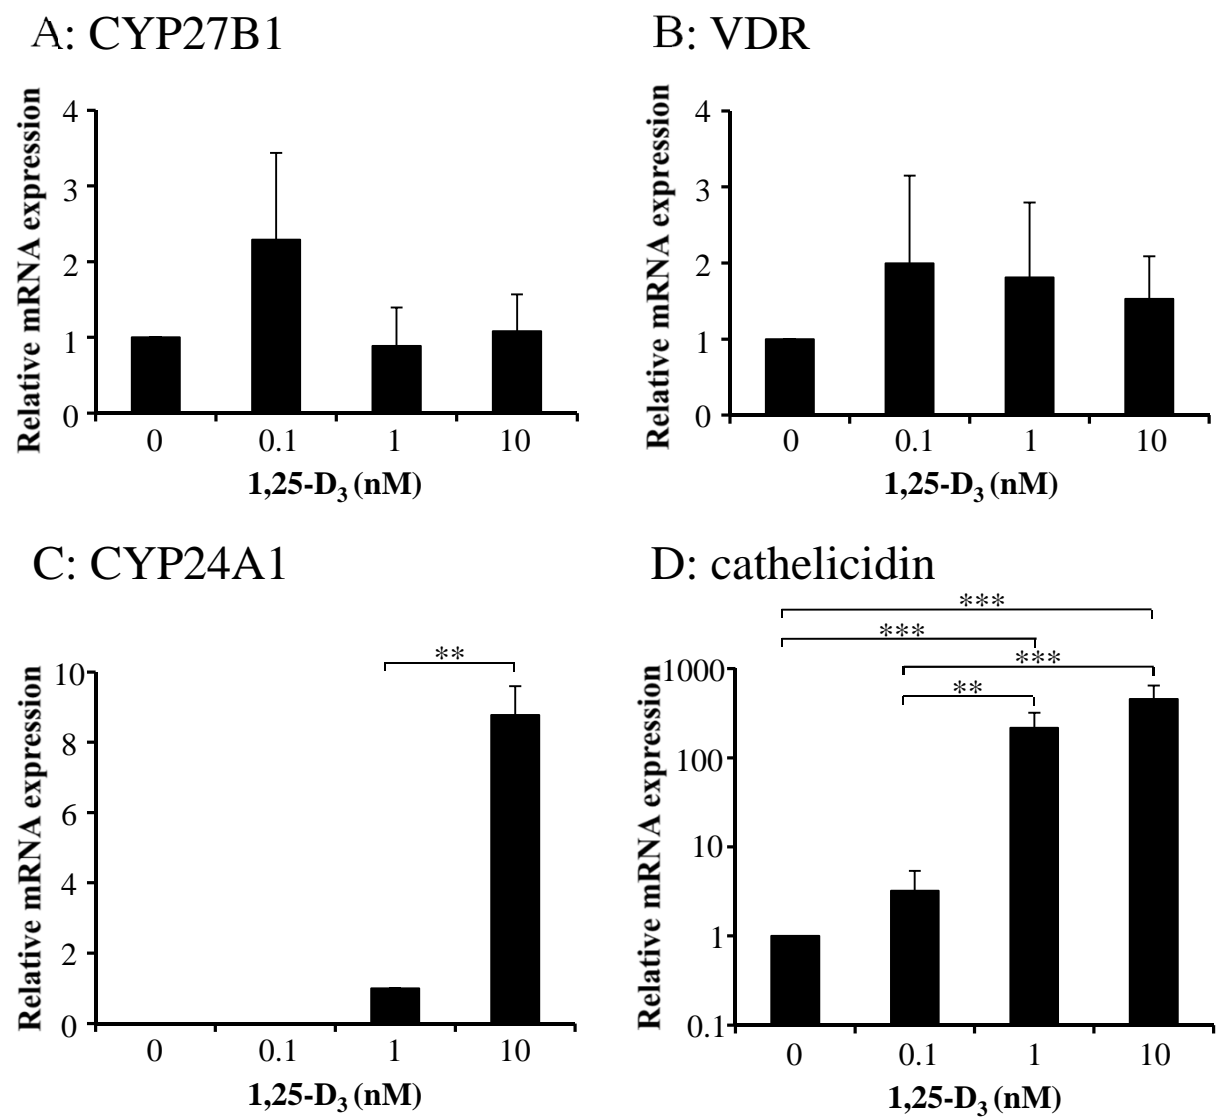 A: CYP27B1
Relative mRNA expression
4
3
2
1
0
0 0.1 1 10
1,25-D₃ (nM)
B: VDR
Relative mRNA expression
4
3
2
1
0
0 0.1 1 10
1,25-D₃ (nM)
C: CYP24A1
**
Relative mRNA expression
10
8
6
4
2
0
0 0.1 1 10
1,25-D₃ (nM)
D: cathelicidin
***
***
***
**
Relative mRNA expression
1000
100
10
1
0.1
0 0.1 1 10
1,25-D₃ (nM)